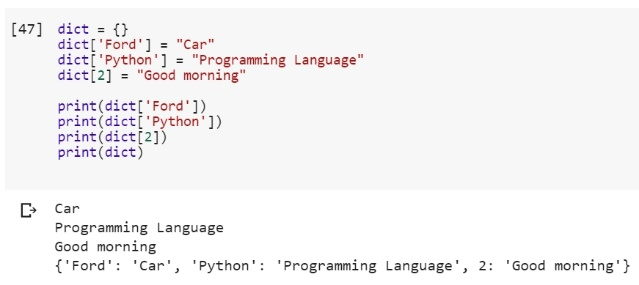 [47] dict = {}
dict['Ford'] = "Car"
dict['Python'] = "Programming Language"
dict[2] = "Good morning"
print(dict['Ford'])
print(dict['Python'])
print(dict[2])
print(dict)
Car
Programming Language
Good morning
{'Ford': 'Car', 'Python': 'Programming Language', 2: 'Good morning'}